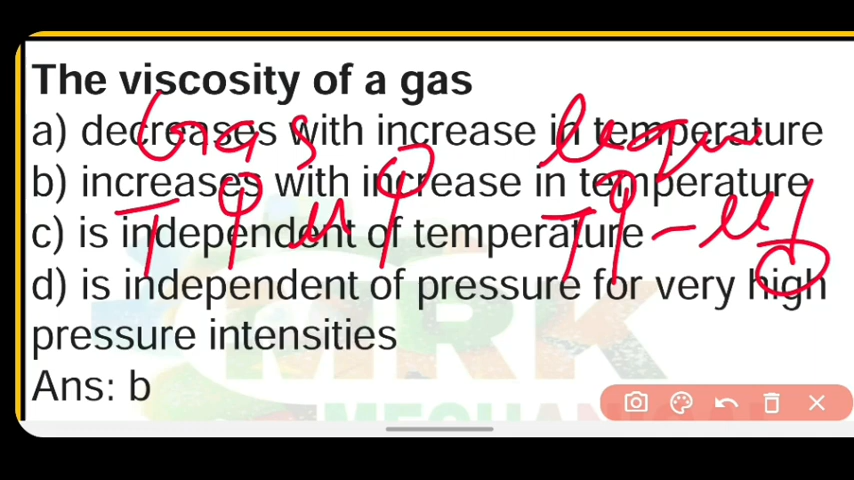 The viscosity of a gas
a) decreases with increase in temperature
b) increases with increase in temperature
c) is independent of temperature
d) is independent of pressure for very high
pressure intensities
Ans: b
Gas
T↑ μ↑
T↑ - μ↓
MRK